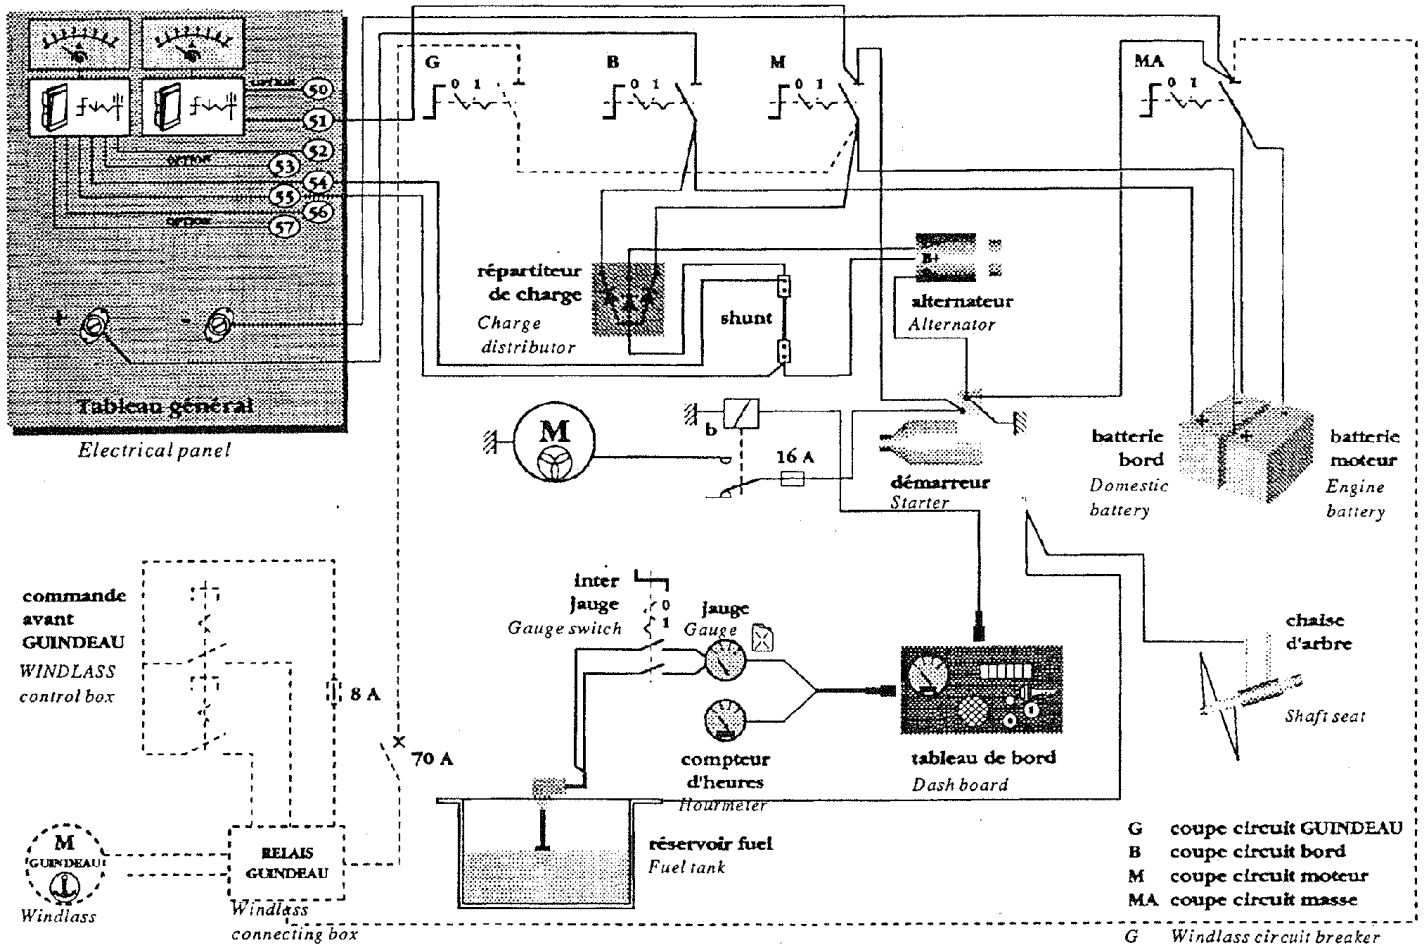 G
B
M
MA
0 1
0 1
0 1
0 1
OPTION
50
51
52
OPTION
53
54
55
56
OPTION
57
+
-
Tableau général
Electrical panel
répartiteur
de charge
Charge
distributor
shunt
B+
alternateur
Alternator
M
b
16 A
démarreur
Starter
+
-
+
batterie
bord
Domestic
battery
batterie
moteur
Engine
battery
commande
avant
GUINDEAU
WINDLASS
control box
8 A
70 A
inter
jauge
Gauge switch
0
1
jauge
Gauge
compteur
d'heures
Hourmeter
tableau de bord
Dash board
chaise
d'arbre
Shaft seat
réservoir fuel
Fuel tank
M
GUINDEAU
Windlass
RELAIS
GUINDEAU
Windlass
connecting box
G coupe circuit GUINDEAU
B coupe circuit bord
M coupe circuit moteur
MA coupe circuit masse
G Windlass circuit breaker